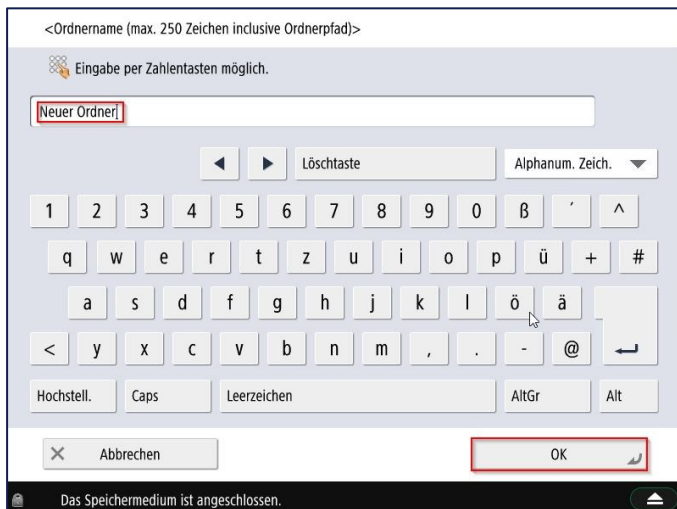 <Ordnername (max. 250 Zeichen inclusive Ordnerpfad)>
Eingabe per Zahlentasten möglich.
Neuer Ordner
Löschtaste Alphanum. Zeich.
1 2 3 4 5 6 7 8 9 0 ß ´ ^
q w e r t z u i o p ü + #
a s d f g h j k l ö ä
< y x c v b n m , . - @
Hochstell. Caps Leerzeichen AltGr Alt
Abbrechen OK
Das Speichermedium ist angeschlossen.